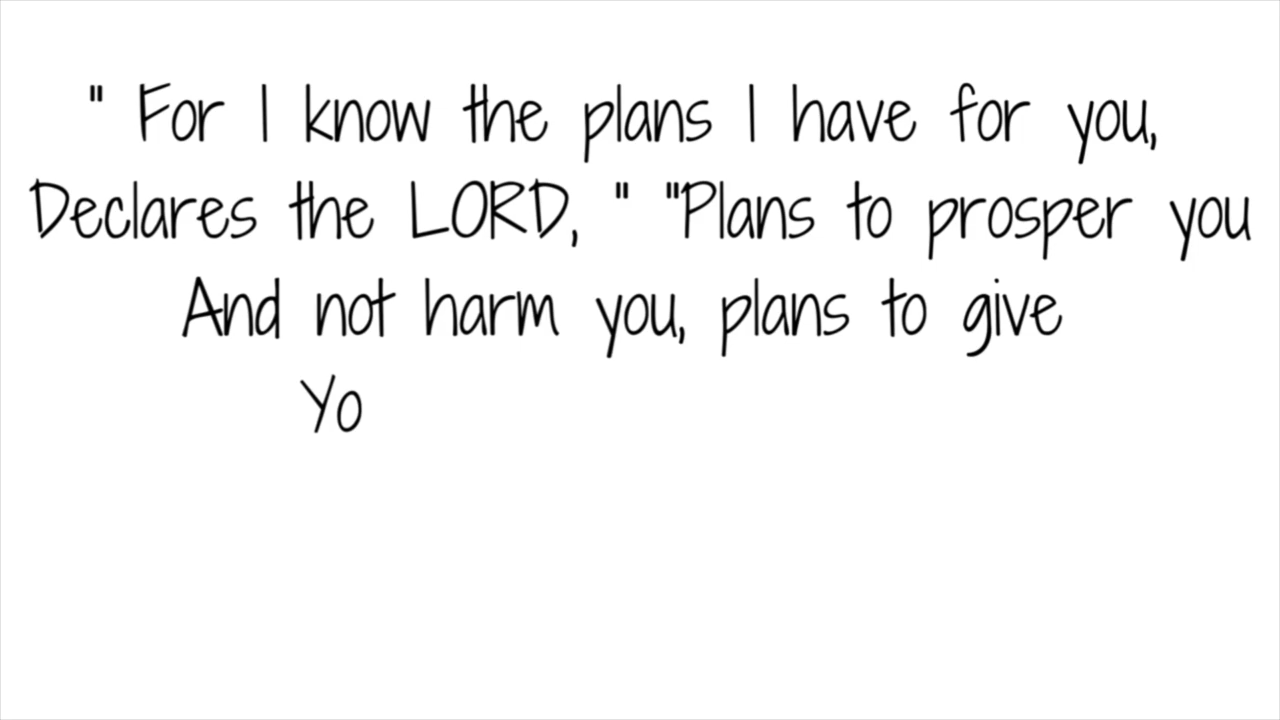 " For I know the plans I have for you,
Declares the LORD, " "Plans to prosper you
And not harm you, plans to give
Yo